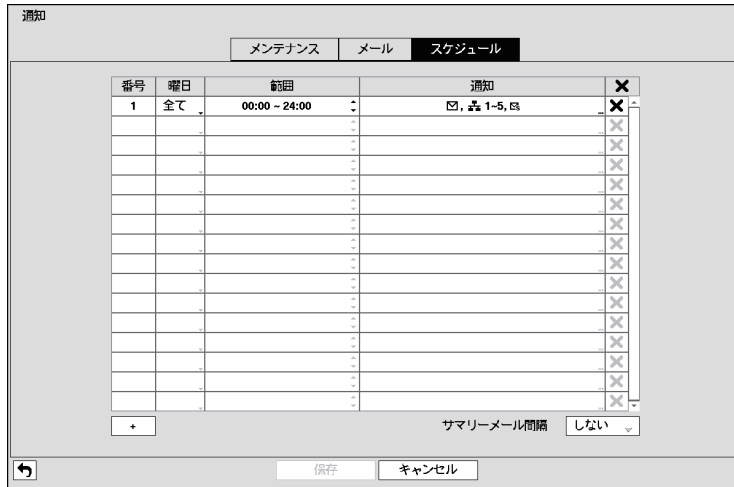 通知
メンテナンス メール スケジュール
番号 曜日 範囲 通知
1 全て 00:00 ~ 24:00 , 1~5,
+ サマリーメール間隔 しない
保存 キャンセル